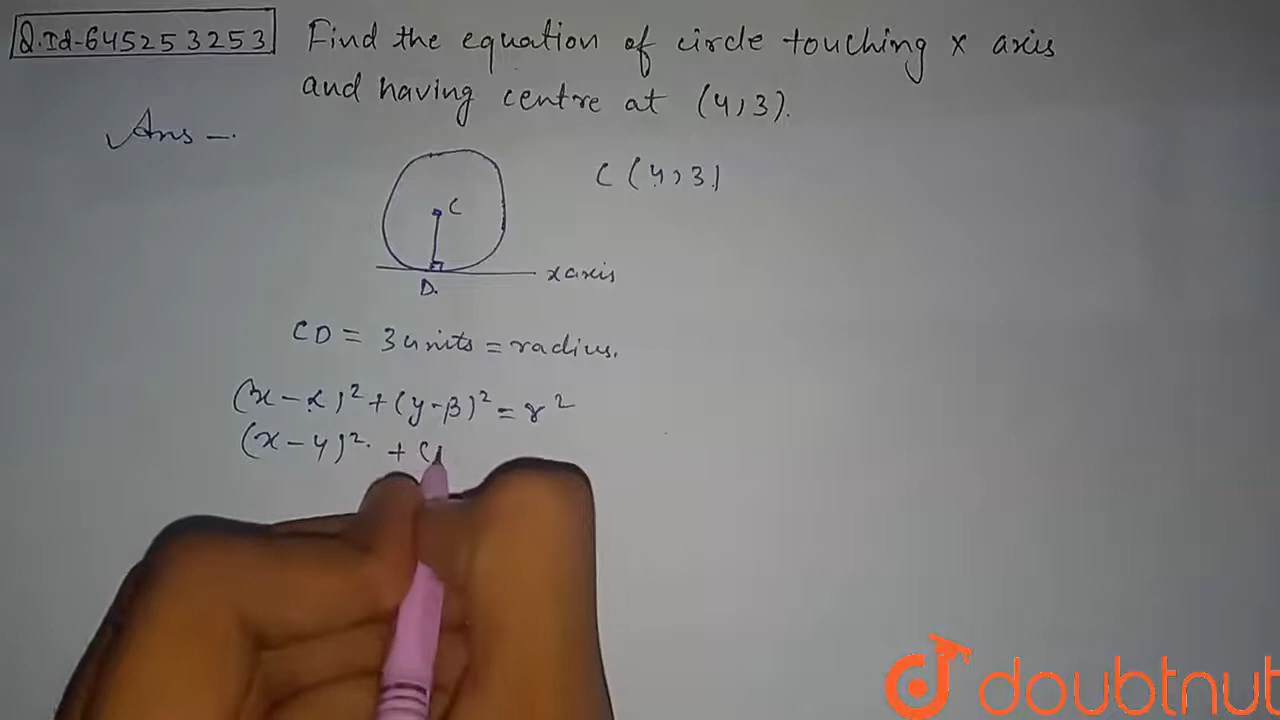 Q.Id-645253253 Find the equation of circle touching x axis
and having centre at (4,3).
Ans -.
C (4,3)
C
x axis
D.
CD = 3 units = radius.
(x-α)²+(y-β)²=r²
(x-4)². + (
doubtnut